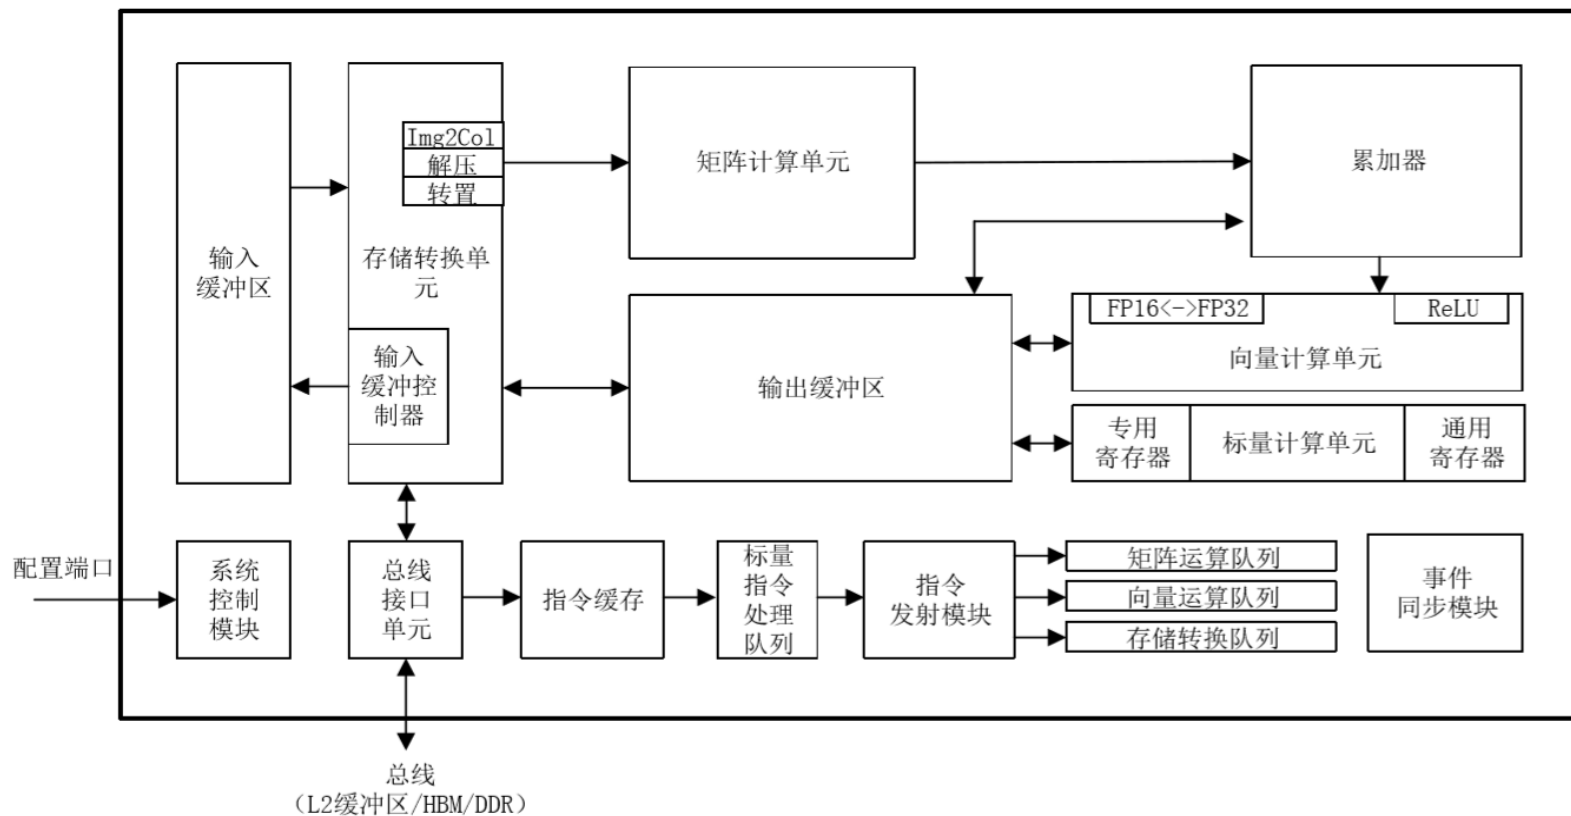 Img2Col
解压
转置
矩阵计算单元
累加器
输入
缓冲区
存储转换单
元
FP16<->FP32
ReLU
向量计算单元
输入
缓冲控
制器
输出缓冲区
专用
寄存器
标量计算单元
通用
寄存器
配置端口
系统
控制
模块
总线
接口
单元
指令缓存
标量
指令
处理
队列
指令
发射模块
矩阵运算队列
向量运算队列
存储转换队列
事件
同步模块
总线
（L2缓冲区/HBM/DDR）